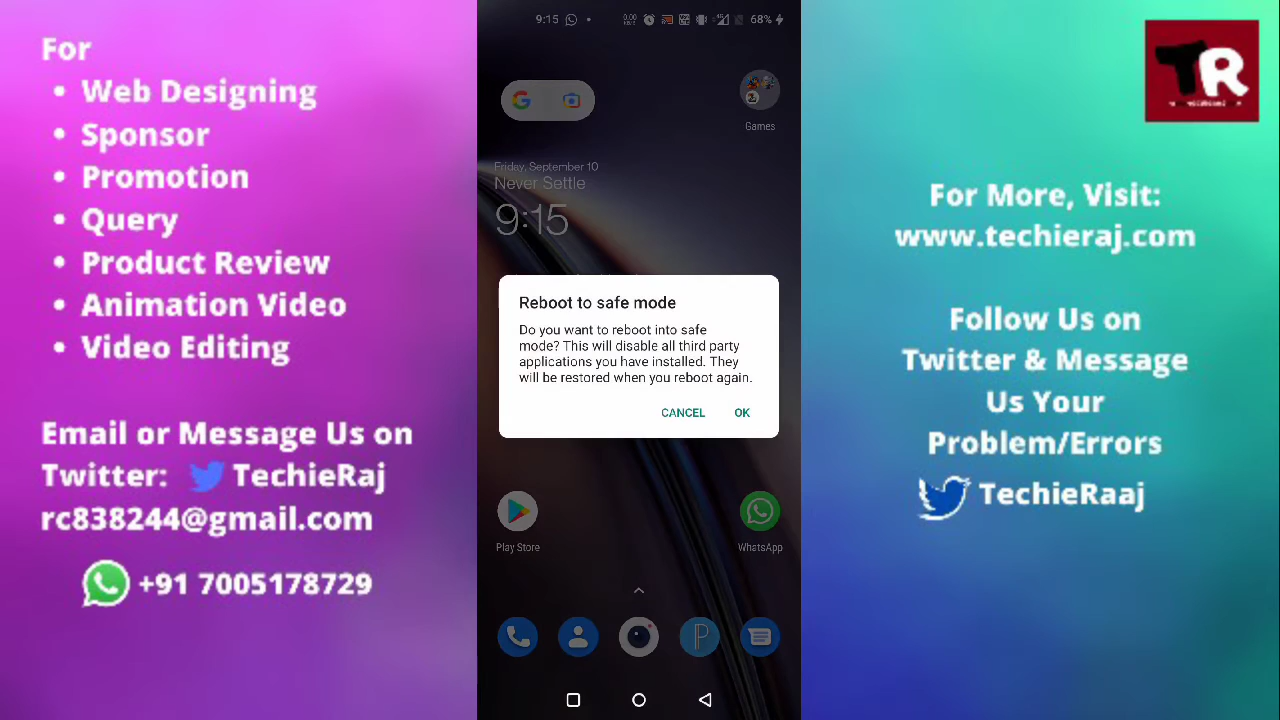 For
• Web Designing
• Sponsor
• Promotion
• Query
• Product Review
• Animation Video
• Video Editing
Email or Message Us on
Twitter: TechieRaj
rc838244@gmail.com
+91 7005178729
9:15
68%
Games
Friday, September 10
Never Settle
9:15
Reboot to safe mode
Do you want to reboot into safe
mode? This will disable all third party
applications you have installed. They
will be restored when you reboot again.
CANCEL OK
Play Store
WhatsApp
TR
For More, Visit:
www.techieraj.com
Follow Us on
Twitter & Message
Us Your
Problem/Errors
TechieRaaj